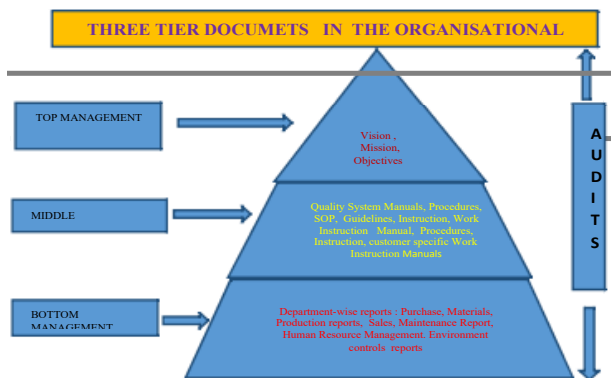 THREE TIER DOCUMETS IN THE ORGANISATIONAL
TOP MANAGEMENT
Vision ,
Mission,
Objectives
MIDDLE
Quality System Manuals, Procedures,
SOP, Guidelines, Instruction, Work
Instruction Manual, Procedures,
Instruction, customer specific Work
Instruction Manuals
BOTTOM
MANAGEMENT
Department-wise reports : Purchase, Materials,
Production reports, Sales, Maintenance Report,
Human Resource Management. Environment
controls reports
A
U
D
I
T
S